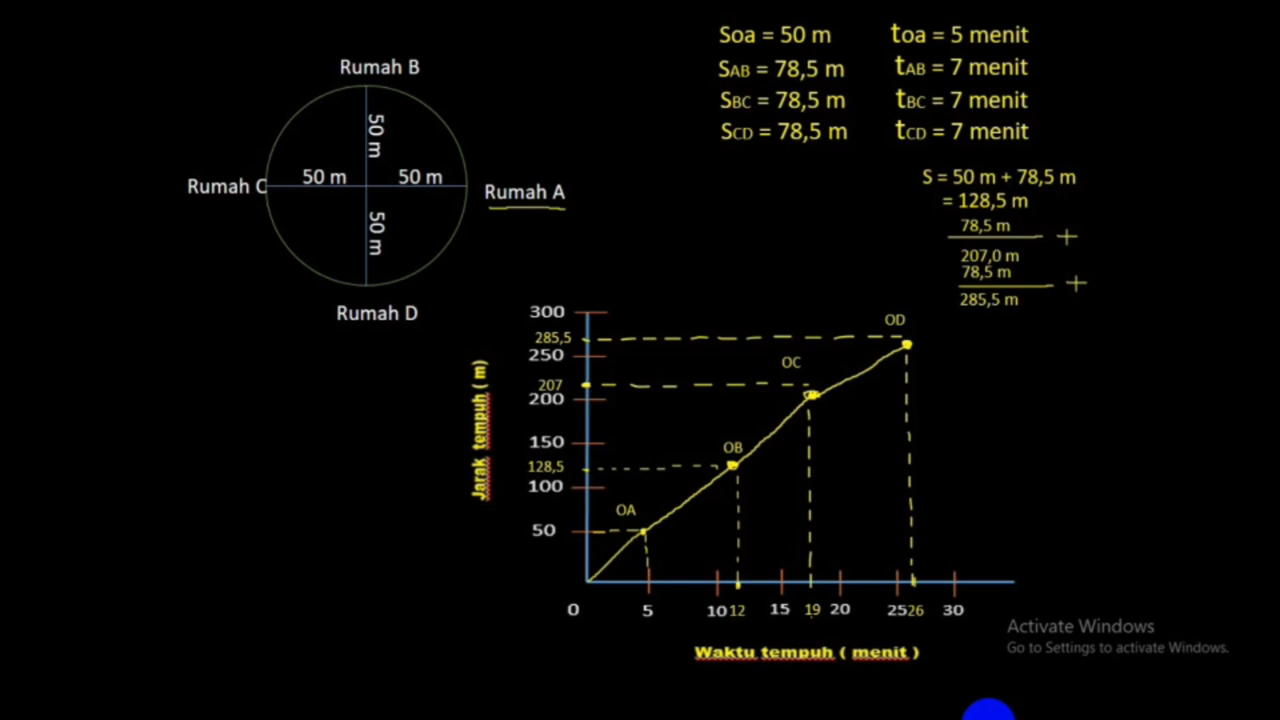 Rumah B
50 m
Rumah C
50 m
50 m
Rumah A
50 m
Rumah D
Soa = 50 m
SAB = 78,5 m
SBC = 78,5 m
SCD = 78,5 m
toa = 5 menit
tAB = 7 menit
tBC = 7 menit
tCD = 7 menit
S = 50 m + 78,5 m
= 128,5 m
78,5 m
+
207,0 m
78,5 m
+
285,5 m
Jarak tempuh ( m)
300
285,5
250
207
200
150
128,5
100
50
OA
OB
OC
OD
0 5 10 12 15 19 20 25 26 30
Waktu tempuh ( menit )
Activate Windows
Go to Settings to activate Windows.